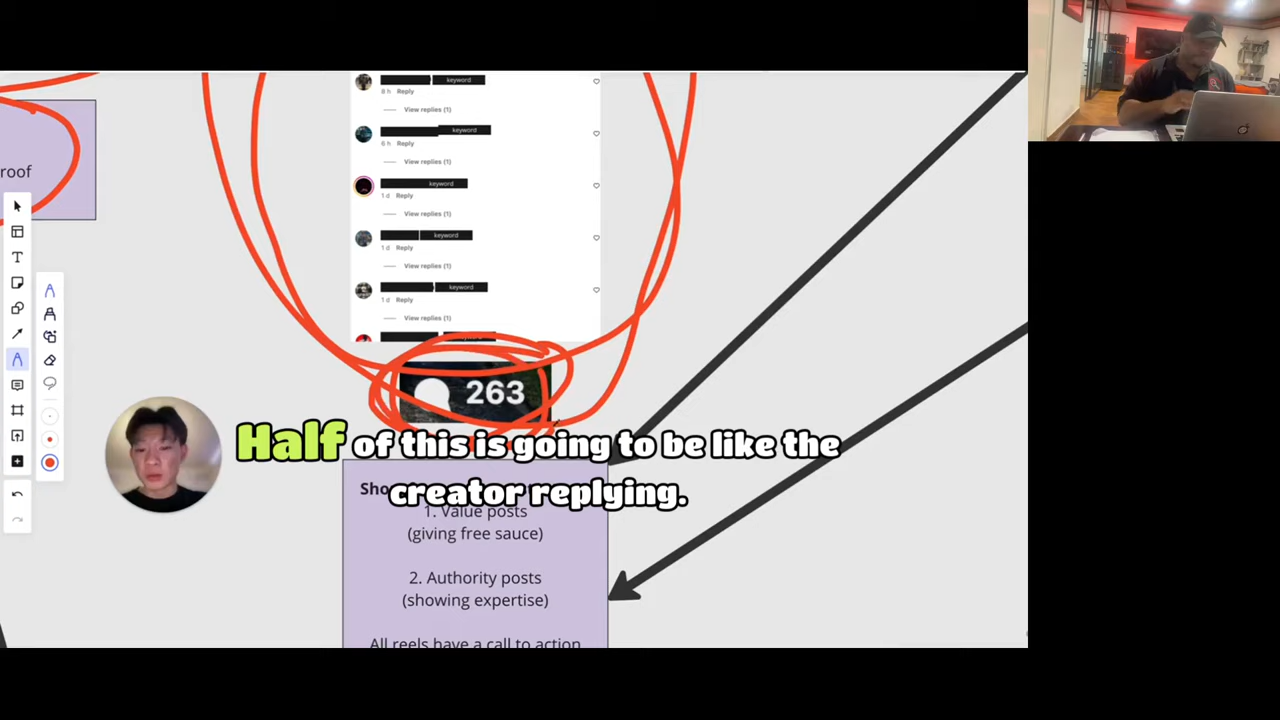 keyword
8 h Reply
View replies (1)
keyword
6 h Reply
View replies (1)
roof
keyword
1 d Reply
View replies (1)
keyword
1 d Reply
View replies (1)
keyword
1 d Reply
View replies (1)
263
Half of this is going to be like the
creator replying.
Sho
1. Value posts
(giving free sauce)
2. Authority posts
(showing expertise)
All reels have a call to action